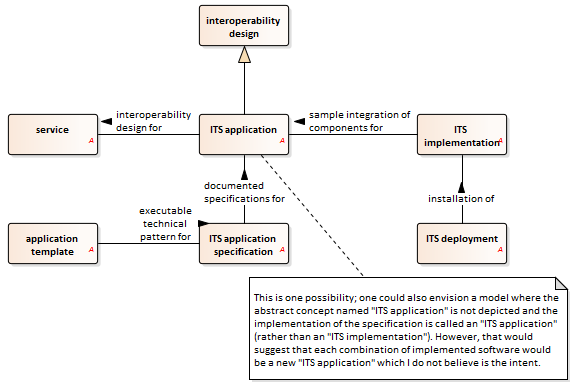 interoperability
design
interoperability
design for
sample integration of
components for
service
A
ITS application
A
ITS
implementation
A
documented
specifications for
installation of
executable
technical
pattern for
application
template
A
ITS application
specification
A
ITS deployment
A
This is one possibility; one could also envision a model where the
abstract concept named "ITS application" is not depicted and the
implementation of the specification is called an "ITS application"
(rather than an "ITS implementation"). However, that would
suggest that each combination of implemented software would
be a new "ITS application" which I do not believe is the intent.